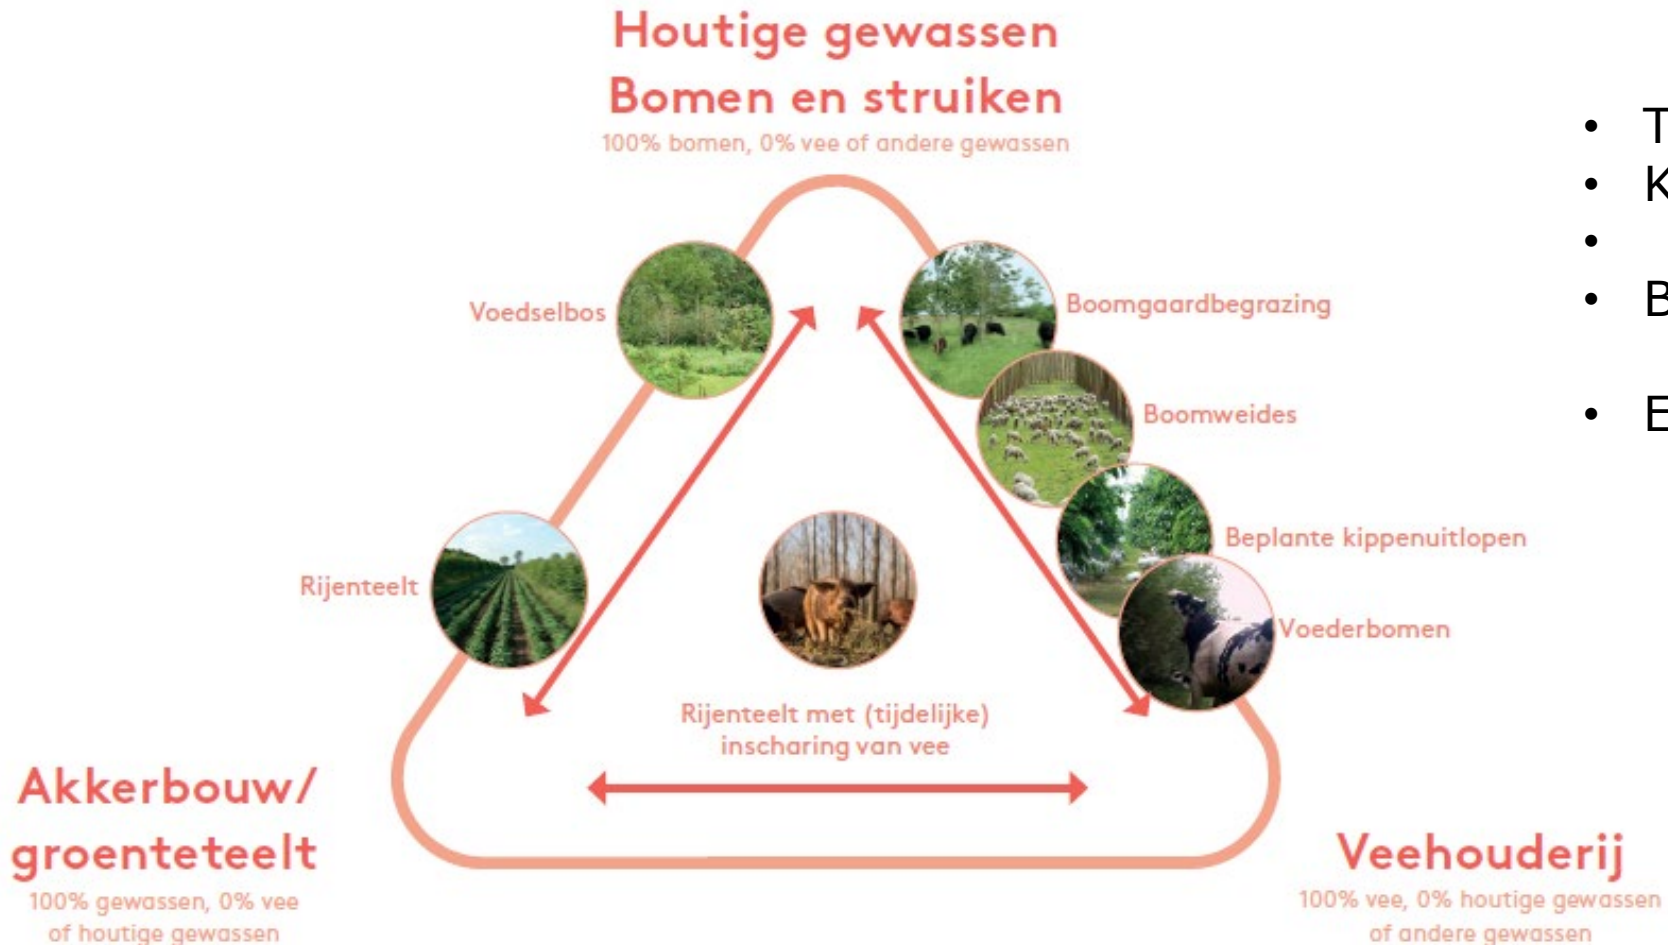 Houtige gewassen
Bomen en struiken
100% bomen, 0% vee of andere gewassen
Voedselbos
Boomgaardbegrazing
Boomweides
Rijenteelt
Beplante kippenuitlopen
Voederbomen
Rijenteelt met (tijdelijke)
inscharing van vee
Akkerbouw/
groenteteelt
100% gewassen, 0% vee
of houtige gewassen
Veehouderij
100% vee, 0% houtige gewassen
of andere gewassen